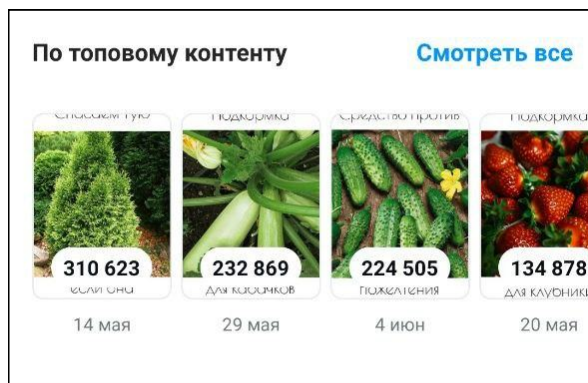 По топовому контенту Смотреть все
Спасаем тую Подкормка Средство против Подкормка
310 623 232 869 224 505 134 878
если она для кабачков пожелтения для клубники
14 мая 29 мая 4 июн 20 мая